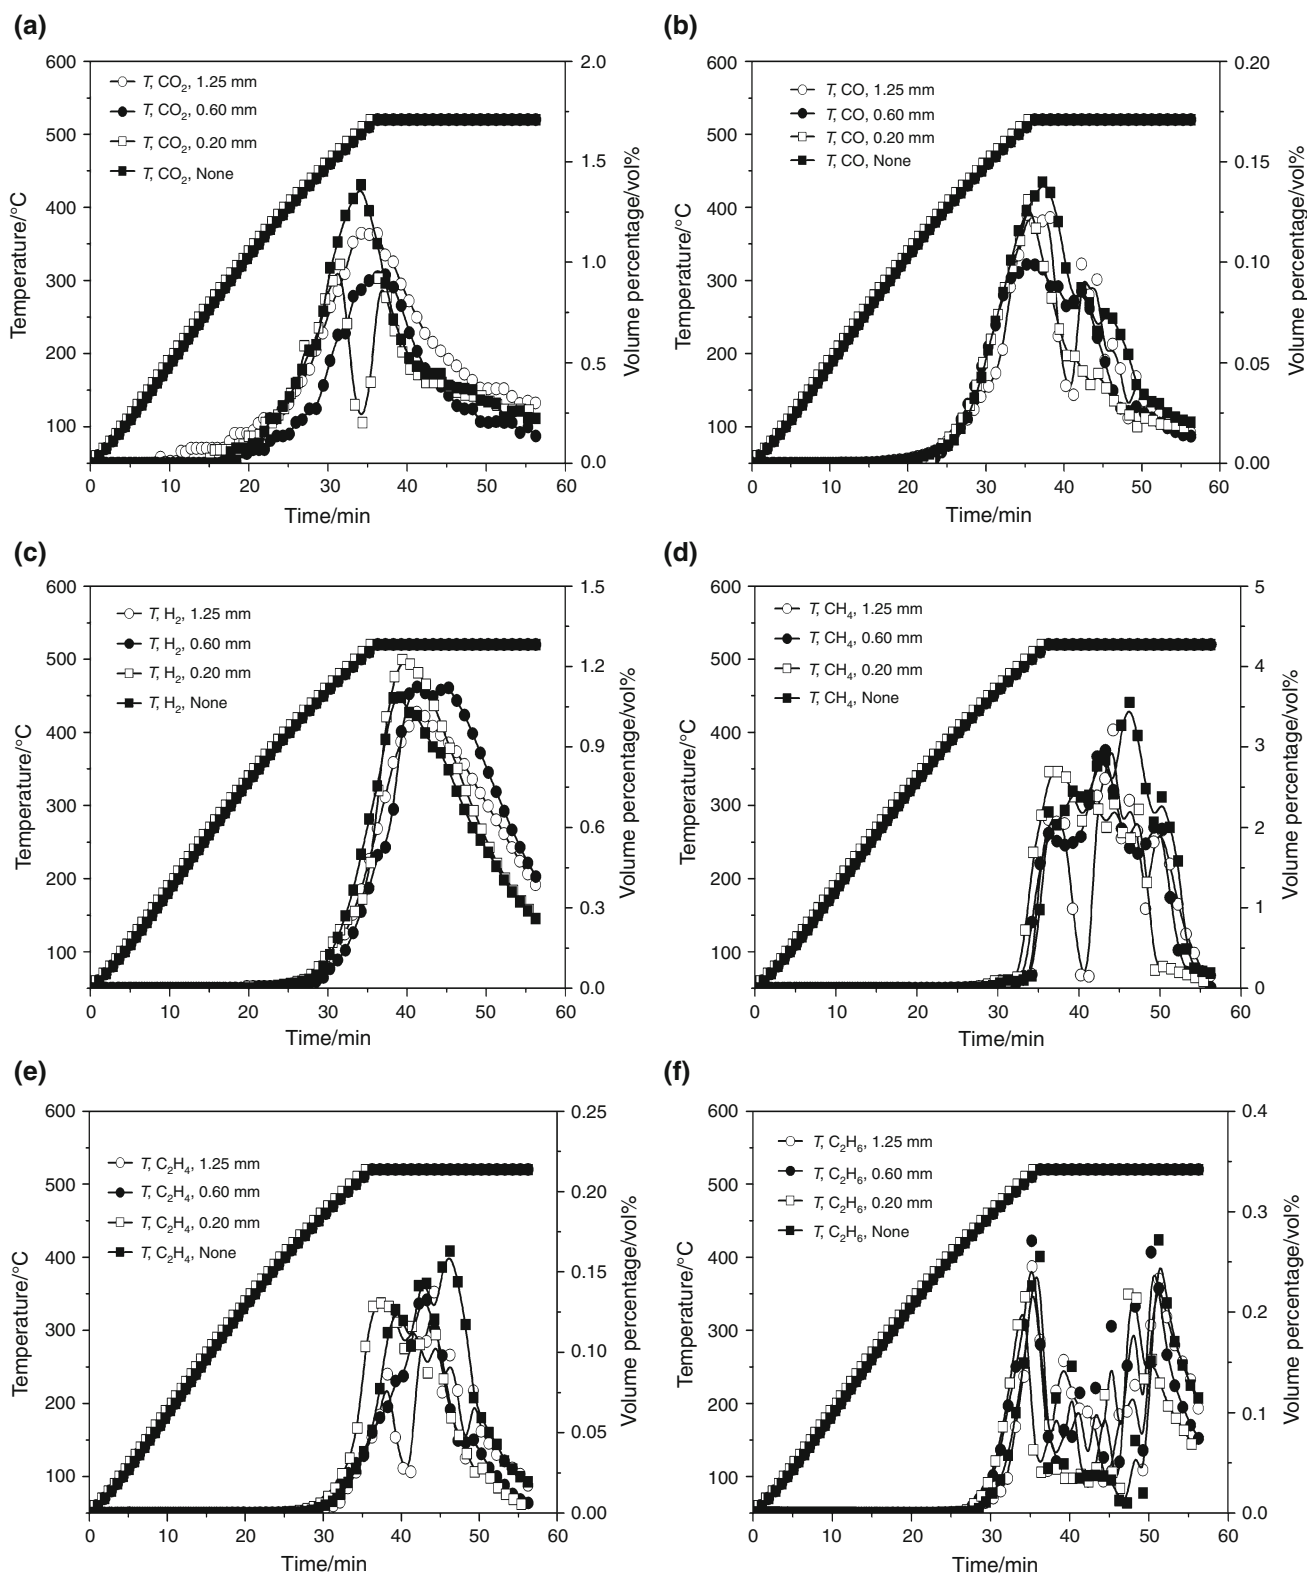 (a)
600
500
400
300
200
100
Temperature/°C
T, CO2, 1.25 mm
T, CO2, 0.60 mm
T, CO2, 0.20 mm
T, CO2, None
2.0
1.5
1.0
0.5
0.0
Volume percentage/vol%
0 10 20 30 40 50 60
Time/min
(b)
600
500
400
300
200
100
Temperature/°C
T, CO, 1.25 mm
T, CO, 0.60 mm
T, CO, 0.20 mm
T, CO, None
0.20
0.15
0.10
0.05
0.00
Volume percentage/vol%
0 10 20 30 40 50 60
Time/min
(c)
600
500
400
300
200
100
Temperature/°C
T, H2, 1.25 mm
T, H2, 0.60 mm
T, H2, 0.20 mm
T, H2, None
1.5
1.2
0.9
0.6
0.3
0.0
Volume percentage/vol%
0 10 20 30 40 50 60
Time/min
(d)
600
500
400
300
200
100
Temperature/°C
T, CH4, 1.25 mm
T, CH4, 0.60 mm
T, CH4, 0.20 mm
T, CH4, None
5
4
3
2
1
0
Volume percentage/vol%
0 10 20 30 40 50 60
Time/min
(e)
600
500
400
300
200
100
Temperature/°C
T, C2H4, 1.25 mm
T, C2H4, 0.60 mm
T, C2H4, 0.20 mm
T, C2H4, None
0.25
0.20
0.15
0.10
0.05
0.00
Volume percentage/vol%
0 10 20 30 40 50 60
Time/min
(f)
600
500
400
300
200
100
Temperature/°C
T, C2H6, 1.25 mm
T, C2H6, 0.60 mm
T, C2H6, 0.20 mm
T, C2H6, None
0.4
0.3
0.2
0.1
0.0
Volume percentage/vol%
0 10 20 30 40 50 60
Time/min